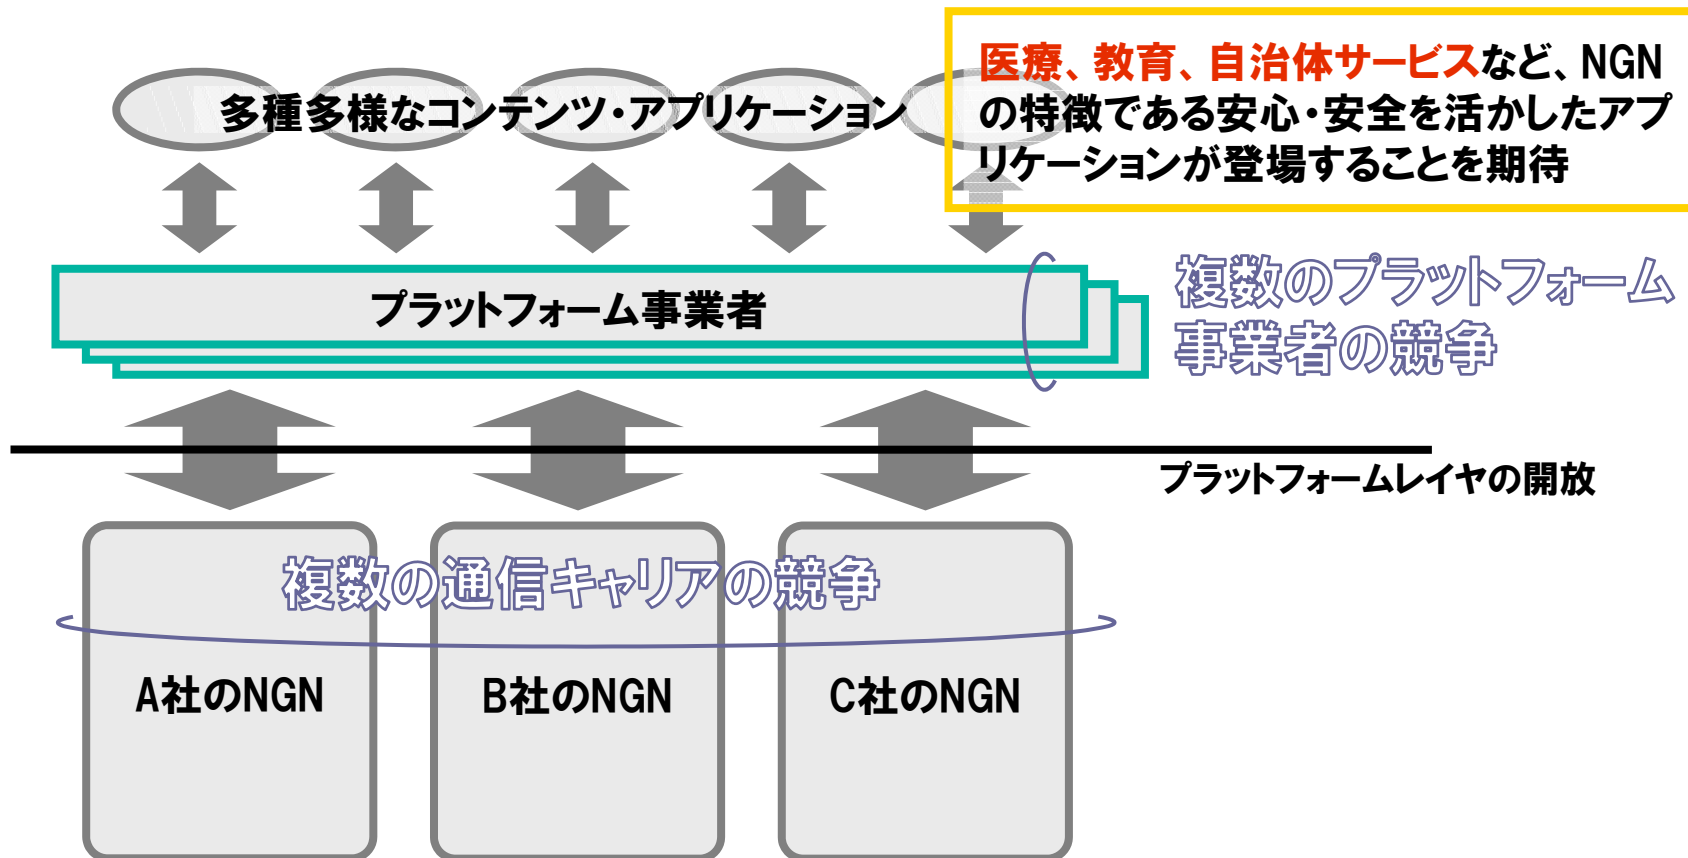 医療、教育、自治体サービスなど、NGN
の特徴である安心・安全を活かしたアプ
リケーションが登場することを期待
多種多様なコンテンツ・アプリケーション
複数のプラットフォーム
事業者の競争
プラットフォーム事業者
プラットフォームレイヤの開放
複数の通信キャリアの競争
A社のNGN
B社のNGN
C社のNGN